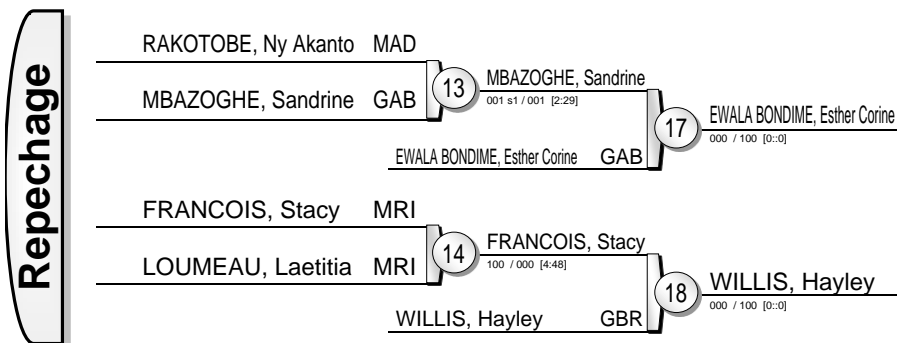 Repechage
RAKOTOBE, Ny Akanto MAD
MBAZOGHE, Sandrine GAB
13
MBAZOGHE, Sandrine
001 s1 / 001 [2:29]
EWALA BONDIME, Esther Corine GAB
17
EWALA BONDIME, Esther Corine
000 / 100 [0::0]
FRANCOIS, Stacy MRI
LOUMEAU, Laetitia MRI
14
FRANCOIS, Stacy
100 / 000 [4:48]
WILLIS, Hayley GBR
18
WILLIS, Hayley
000 / 100 [0::0]